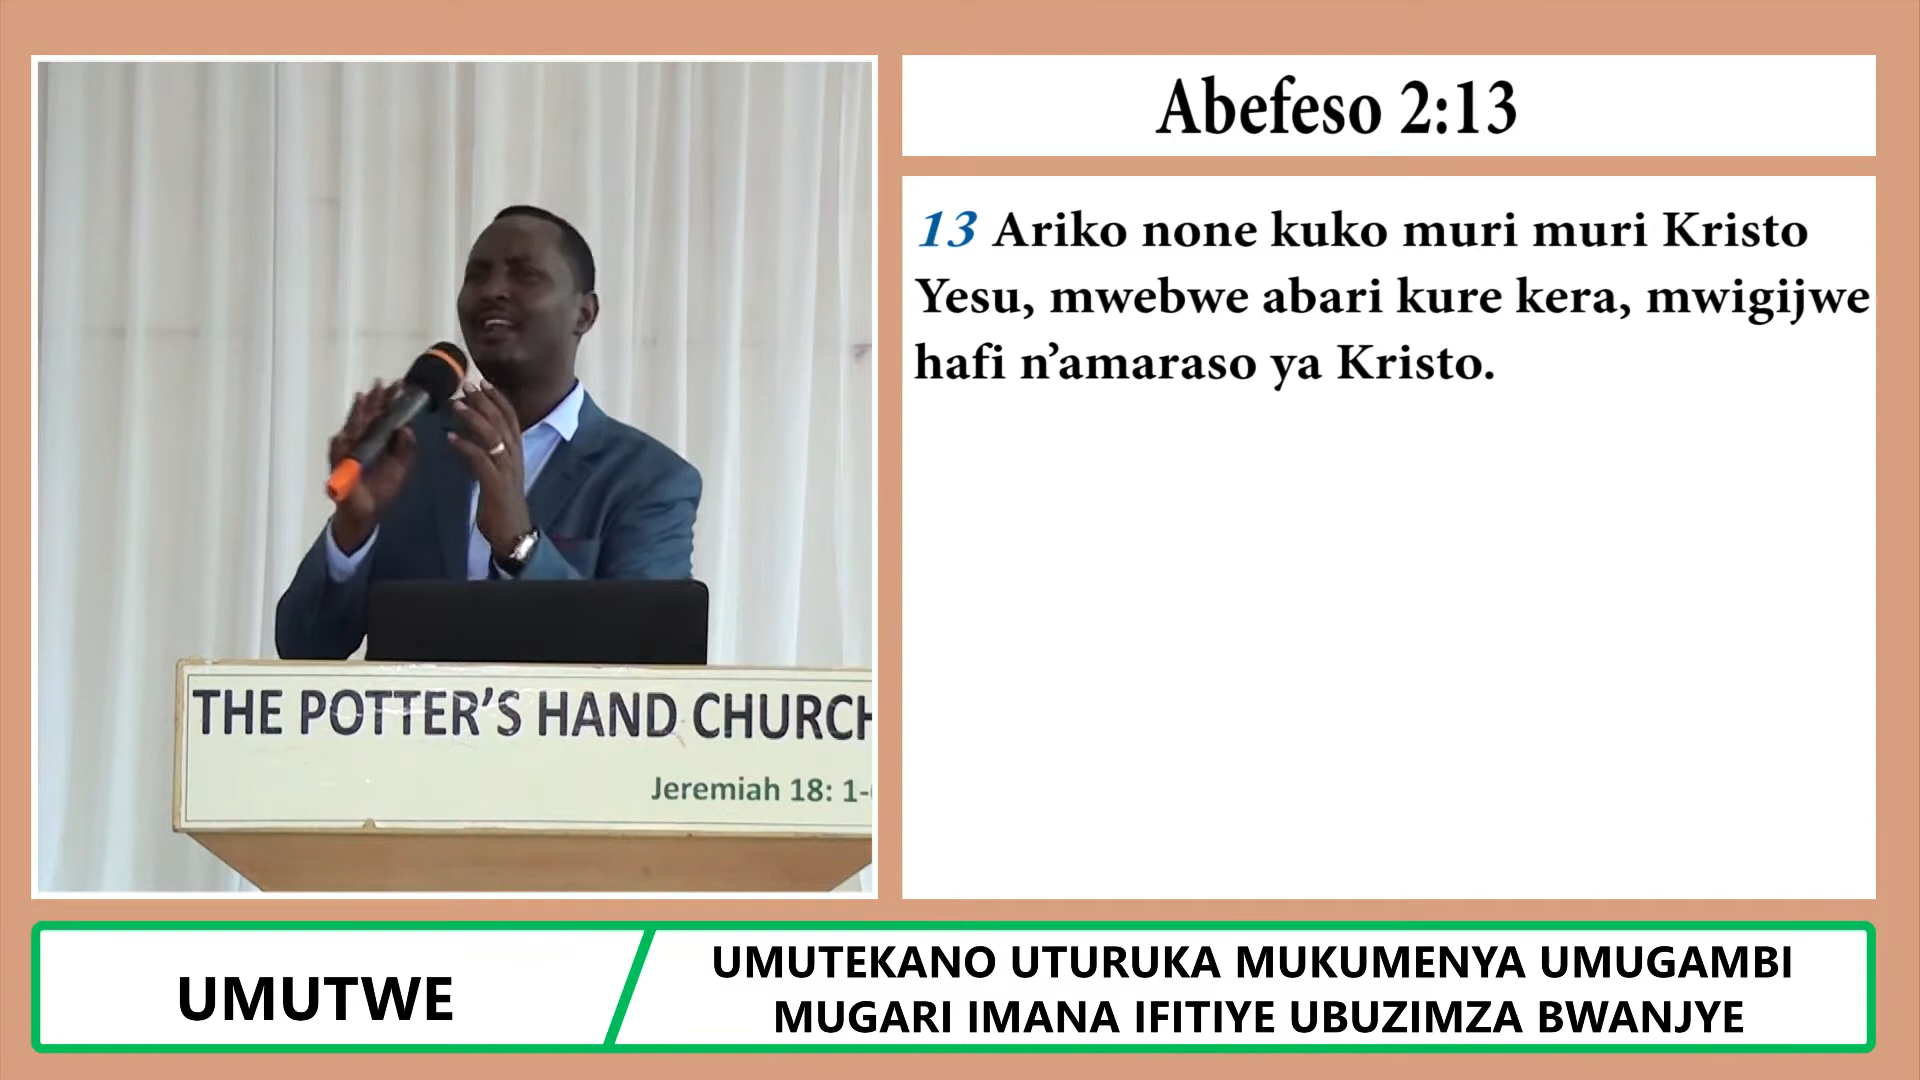 Abefeso 2:13
13 Ariko none kuko muri muri Kristo
Yesu, mwebwe abari kure kera, mwigijwe
hafi n’amaraso ya Kristo.
THE POTTER’S HAND CHURCH
Jeremiah 18: 1-
UMUTWE
UMUTEKANO UTURUKA MUKUMENYA UMUGAMBI
MUGARI IMANA IFITIYE UBUZIMZA BWANJYE